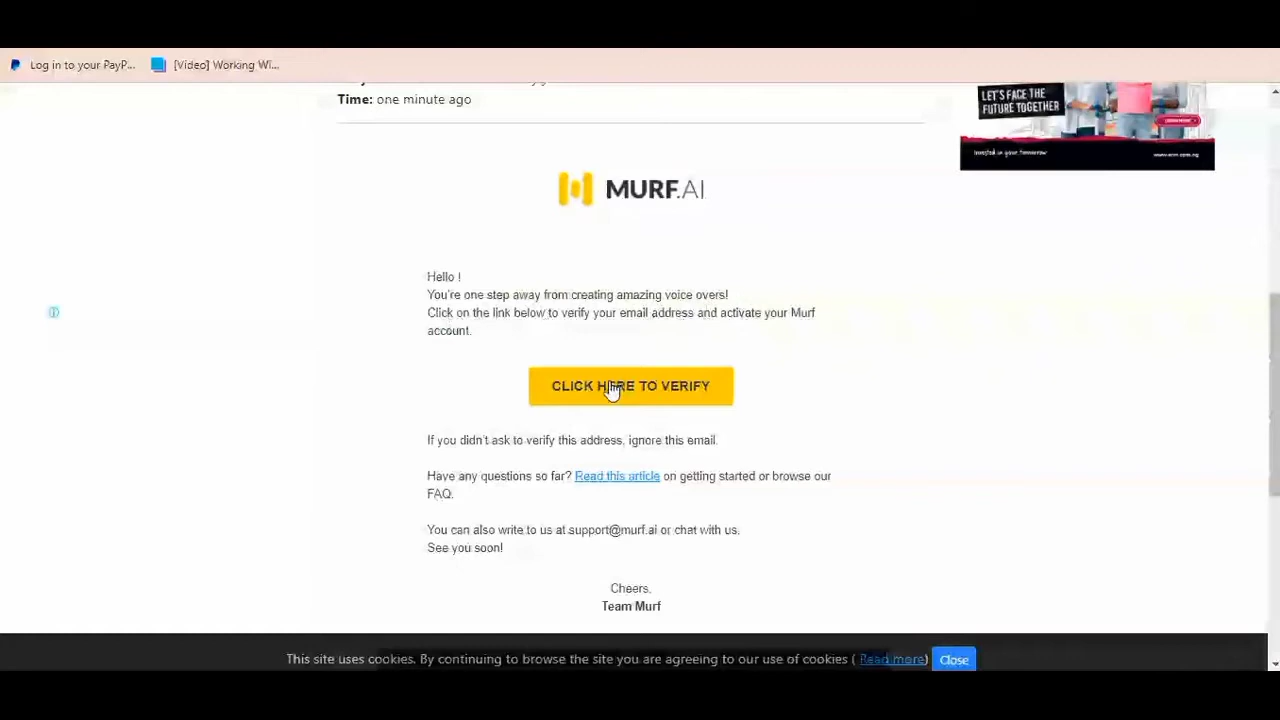 Log in to your PayP...
[Video] Working Wi...
Time: one minute ago
LET'S FACE THE
FUTURE TOGETHER
MURF.AI
Hello !
You're one step away from creating amazing voice overs!
Click on the link below to verify your email address and activate your Murf
account.
CLICK HERE TO VERIFY
If you didn't ask to verify this address, ignore this email.
Have any questions so far? Read this article on getting started or browse our
FAQ.
You can also write to us at support@murf.ai or chat with us.
See you soon!
Cheers,
Team Murf
This site uses cookies. By continuing to browse the site you are agreeing to our use of cookies ( Read more) Close